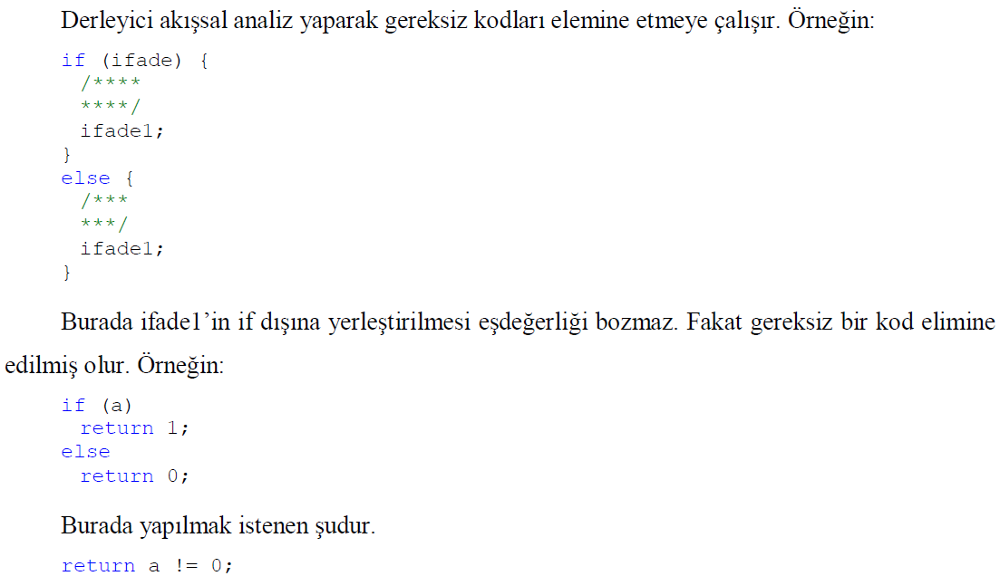 Derleyici akışsal analiz yaparak gereksiz kodları elemine etmeye çalışır. Örneğin:
if (ifade) {
/****
****/
ifade1;
}
else {
/***
***/
ifade1;
}
Burada ifade1’in if dışına yerleştirilmesi eşdeğerliği bozmaz. Fakat gereksiz bir kod elimine
edilmiş olur. Örneğin:
if (a)
return 1;
else
return 0;
Burada yapılmak istenen şudur.
return a != 0;